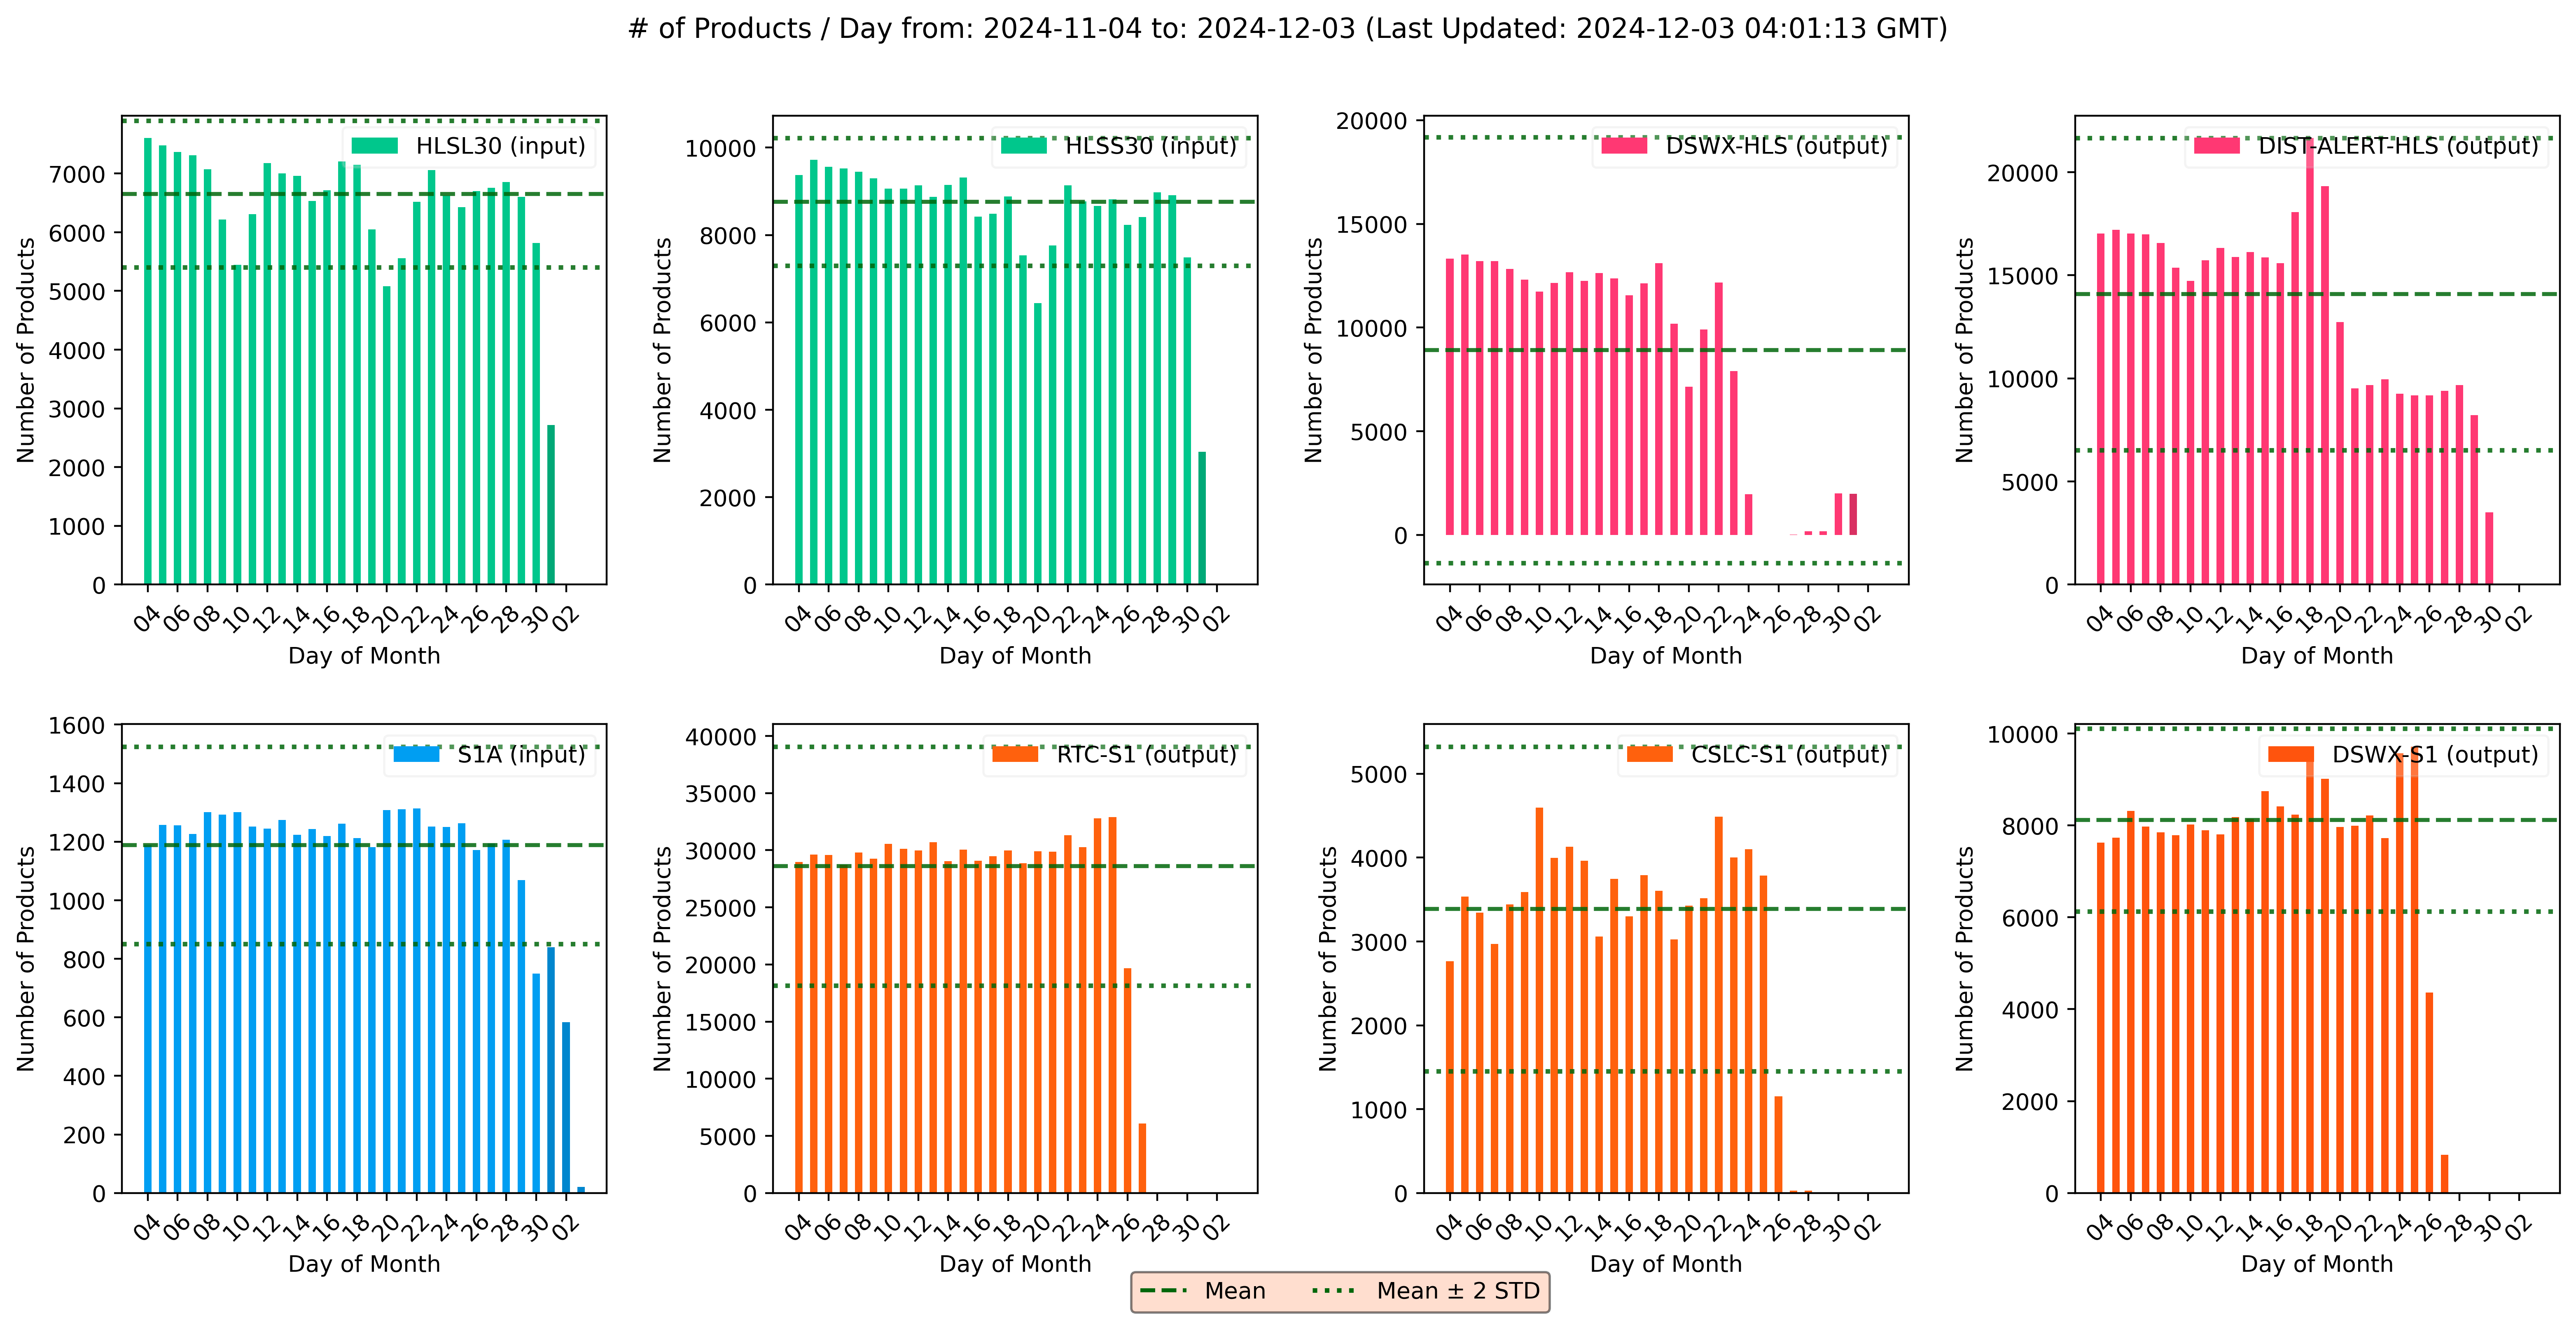 # of Products / Day from: 2024-11-04 to: 2024-12-03 (Last Updated: 2024-12-03 04:01:13 GMT)
HLSL30 (input)
Number of Products
7000
6000
5000
4000
3000
2000
1000
0
04 06 08 10 12 14 16 18 20 22 24 26 28 30 02
Day of Month
HLSS30 (input)
Number of Products
10000
8000
6000
4000
2000
0
04 06 08 10 12 14 16 18 20 22 24 26 28 30 02
Day of Month
DSWX-HLS (output)
Number of Products
20000
15000
10000
5000
0
04 06 08 10 12 14 16 18 20 22 24 26 28 30 02
Day of Month
DIST-ALERT-HLS (output)
Number of Products
20000
15000
10000
5000
0
04 06 08 10 12 14 16 18 20 22 24 26 28 30 02
Day of Month
S1A (input)
Number of Products
1600
1400
1200
1000
800
600
400
200
0
04 06 08 10 12 14 16 18 20 22 24 26 28 30 02
Day of Month
RTC-S1 (output)
Number of Products
40000
35000
30000
25000
20000
15000
10000
5000
0
04 06 08 10 12 14 16 18 20 22 24 26 28 30 02
Day of Month
CSLC-S1 (output)
Number of Products
5000
4000
3000
2000
1000
0
04 06 08 10 12 14 16 18 20 22 24 26 28 30 02
Day of Month
DSWX-S1 (output)
Number of Products
10000
8000
6000
4000
2000
0
04 06 08 10 12 14 16 18 20 22 24 26 28 30 02
Day of Month
Mean
Mean ± 2 STD